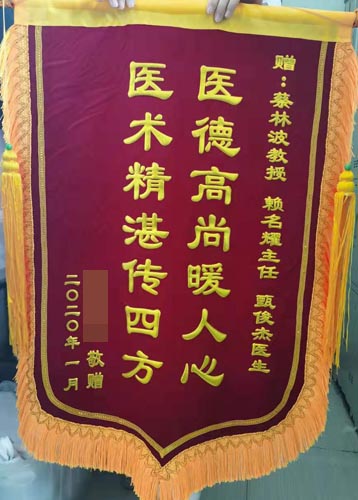 赠：蔡林波教授 赖名耀主任 甄俊杰医生
医德高尚暖人心
医术精湛传四方
敬赠
二〇二〇年一月